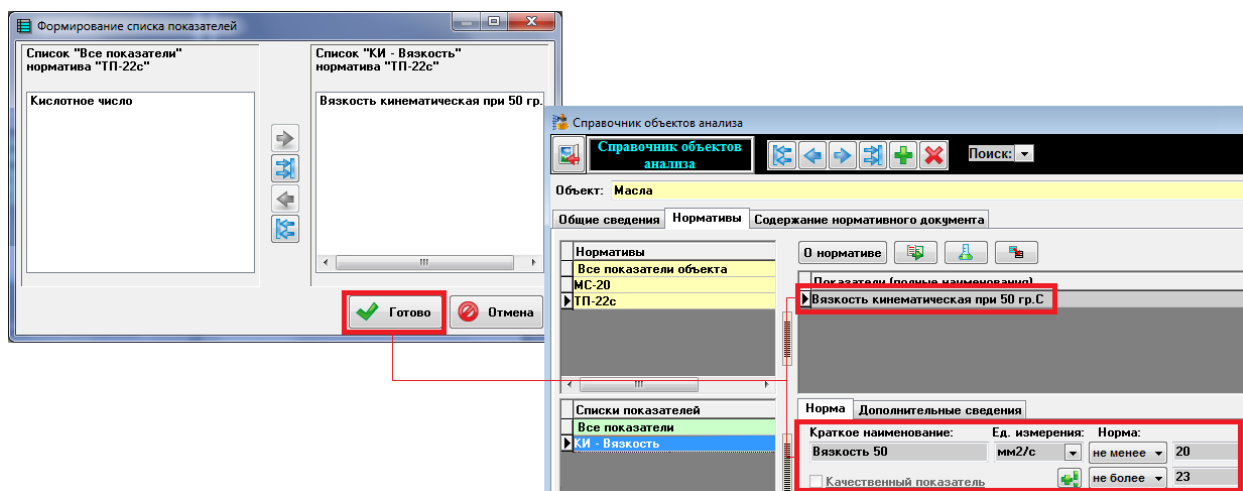 Формирование списка показателей
Список "Все показатели"
норматива "ТП-22с"
Кислотное число
Список "КИ - Вязкость"
норматива "ТП-22с"
Вязкость кинематическая при 50 гр.
Готово
Отмена
Справочник объектов анализа
Справочник объектов
анализа
Поиск:
Объект: Масла
Общие сведения Нормативы Содержание нормативного документа
Нормативы
Все показатели объекта
МС-20
ТП-22с
О нормативе
Показатели (полные наименования)
Вязкость кинематическая при 50 гр.С
Списки показателей
Все показатели
КИ - Вязкость
Норма Дополнительные сведения
Краткое наименование: Ед. измерения: Норма:
Вязкость 50 мм2/с не менее 20
Качественный показатель не более 23